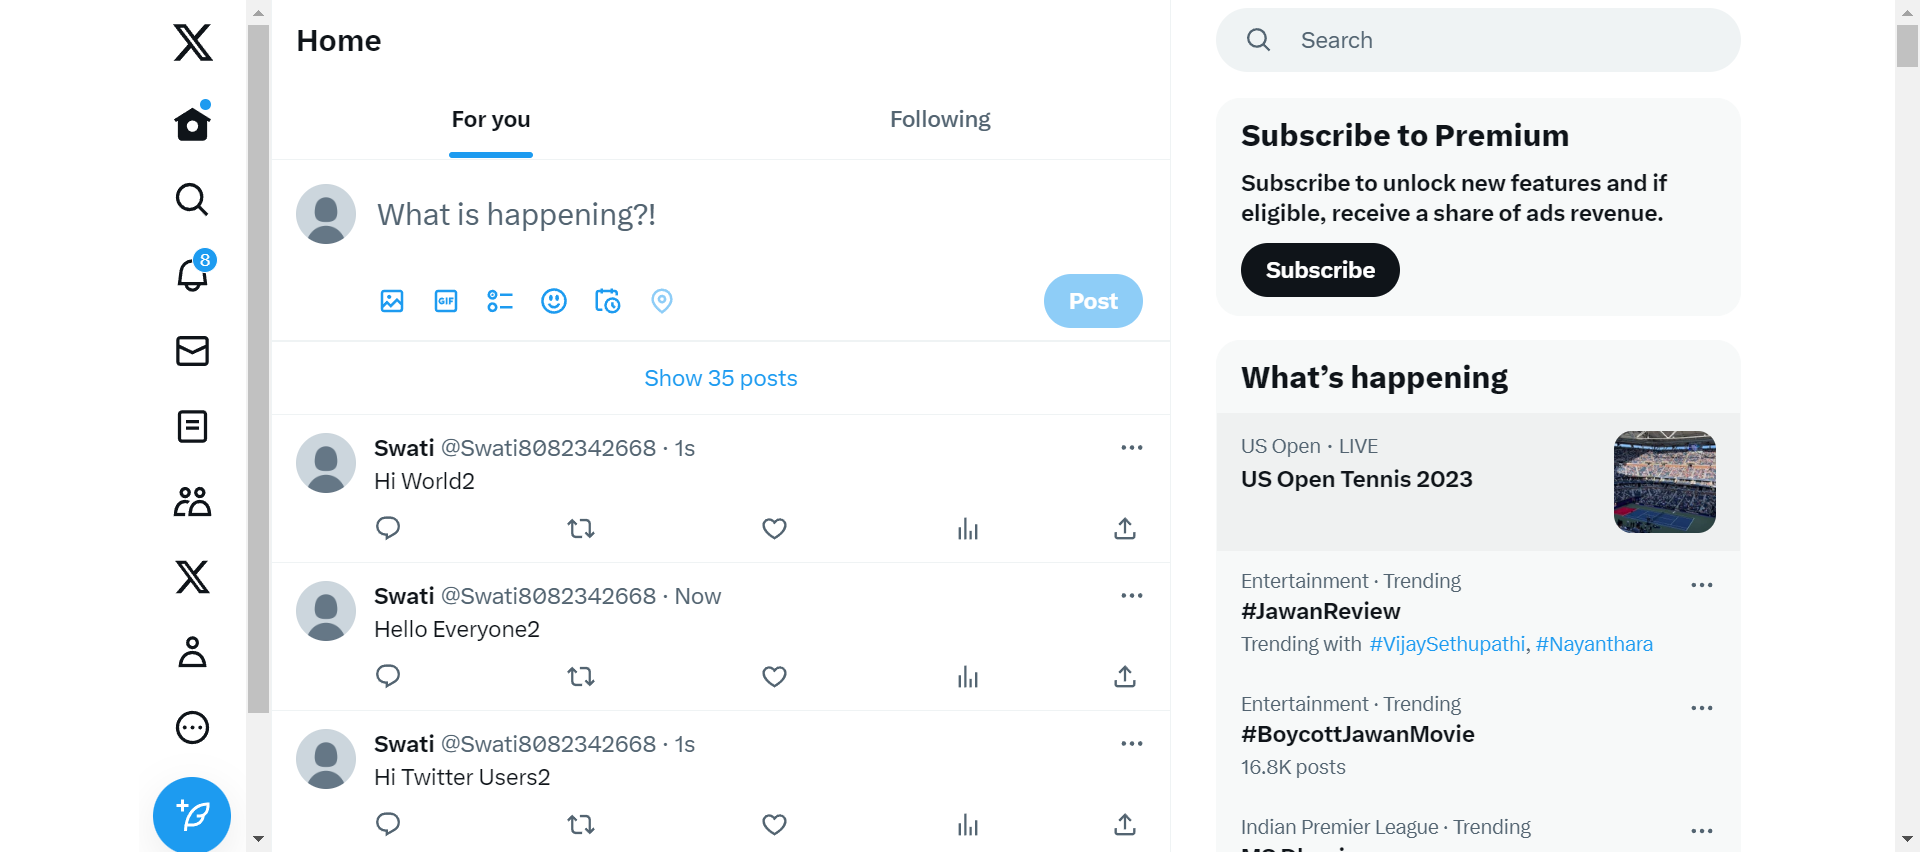 Home
For you
Following
What is happening?!
GIF
Post
Show 35 posts
Swati @Swati8082342668 · 1s
Hi World2
Swati @Swati8082342668 · Now
Hello Everyone2
Swati @Swati8082342668 · 1s
Hi Twitter Users2
8
Search
Subscribe to Premium
Subscribe to unlock new features and if
eligible, receive a share of ads revenue.
Subscribe
What's happening
US Open · LIVE
US Open Tennis 2023
Entertainment · Trending
#JawanReview
Trending with #VijaySethupathi, #Nayanthara
Entertainment · Trending
#BoycottJawanMovie
16.8K posts
Indian Premier League · Trending